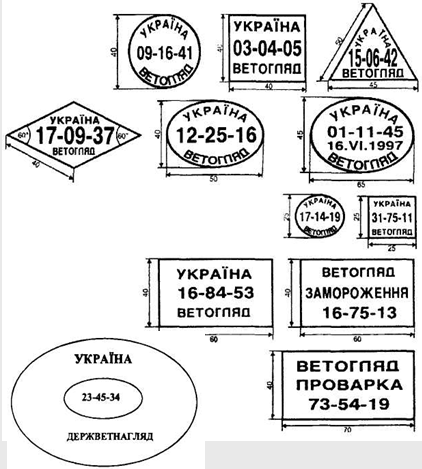 УКРАЇНА
09-16-41
ВЕТОГЛЯД
40
УКРАЇНА
03-04-05
ВЕТОГЛЯД
40
40
УКРАЇНА
15-06-42
ВЕТОГЛЯД
50
45
УКРАЇНА
60° 17-09-37 60°
ВЕТОГЛЯД
40
УКРАЇНА
12-25-16
ВЕТОГЛЯД
40
50
УКРАЇНА
01-11-45
16.VI.1997
ВЕТОГЛЯД
45
65
УКРАЇНА
17-14-19
ВЕТОГЛЯД
25
УКРАЇНА
31-75-11
ВЕТОГЛЯД
25
25
УКРАЇНА
16-84-53
ВЕТОГЛЯД
40
60
ВЕТОГЛЯД
ЗАМОРОЖЕННЯ
16-75-13
40
60
УКРАЇНА
23-45-34
ДЕРЖВЕТНАГЛЯД
ВЕТОГЛЯД
ПРОВАРКА
73-54-19
40
70